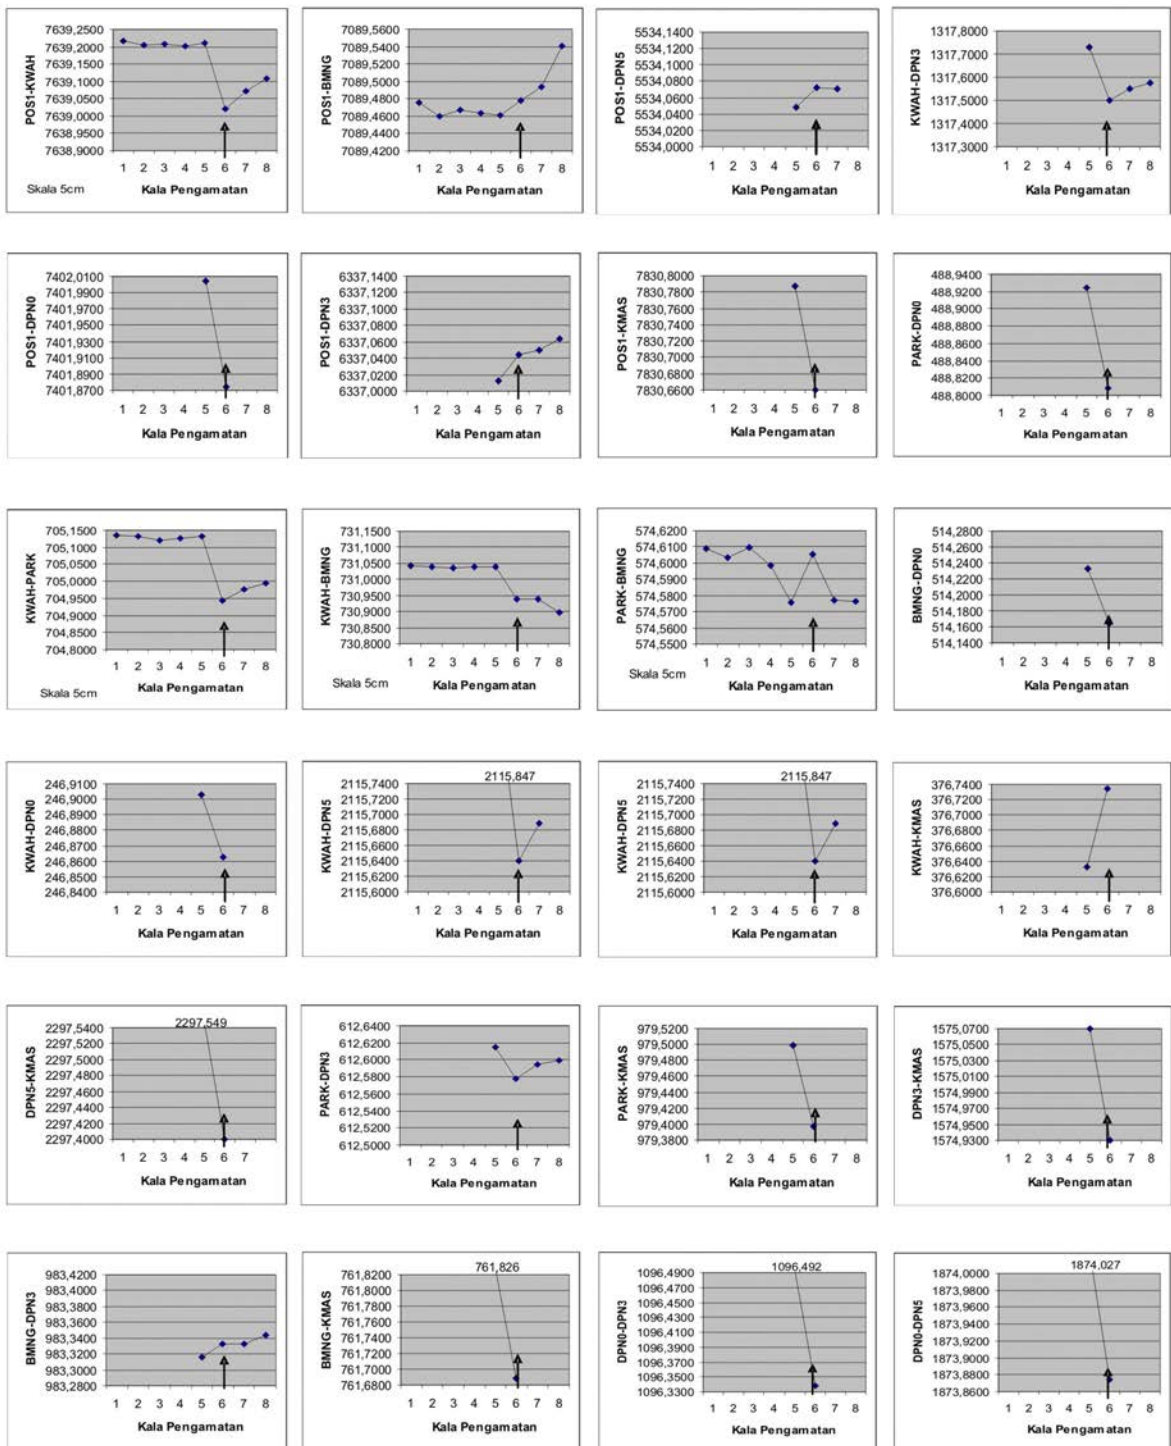 POS1-KWAH
7639,2500
7639,2000
7639,1500
7639,1000
7639,0500
7639,0000
7638,9500
7638,9000
1 2 3 4 5 6 7 8
Skala 5cm
Kala Pengamatan
POS1-BMNG
7089,5600
7089,5400
7089,5200
7089,5000
7089,4800
7089,4600
7089,4400
7089,4200
1 2 3 4 5 6 7 8
Kala Pengamatan
POS1-DPN5
5534,1400
5534,1200
5534,1000
5534,0800
5534,0600
5534,0400
5534,0200
5534,0000
1 2 3 4 5 6 7 8
Kala Pengamatan
KWAH-DPN3
1317,8000
1317,7000
1317,6000
1317,5000
1317,4000
1317,3000
1 2 3 4 5 6 7 8
Kala Pengamatan
POS1-DPN0
7402,0100
7401,9900
7401,9700
7401,9500
7401,9300
7401,9100
7401,8900
7401,8700
1 2 3 4 5 6 7 8
Kala Pengamatan
POS1-DPN3
6337,1400
6337,1200
6337,1000
6337,0800
6337,0600
6337,0400
6337,0200
6337,0000
1 2 3 4 5 6 7 8
Kala Pengamatan
POS1-KMAS
7830,8000
7830,7800
7830,7600
7830,7400
7830,7200
7830,7000
7830,6800
7830,6600
1 2 3 4 5 6 7 8
Kala Pengamatan
PARK-DPN0
488,9400
488,9200
488,9000
488,8800
488,8600
488,8400
488,8200
488,8000
1 2 3 4 5 6 7 8
Kala Pengamatan
KWAH-PARK
705,1500
705,1000
705,0500
705,0000
704,9500
704,9000
704,8500
704,8000
1 2 3 4 5 6 7 8
Kala Pengamatan
Skala 5cm
KWAH-BMNG
731,1500
731,1000
731,0500
731,0000
730,9500
730,9000
730,8500
730,8000
1 2 3 4 5 6 7 8
Skala 5cm
Kala Pengamatan
PARK-BMNG
574,6200
574,6100
574,6000
574,5900
574,5800
574,5700
574,5600
574,5500
1 2 3 4 5 6 7 8
Skala 5cm
Kala Pengamatan
BMNG-DPN0
514,2800
514,2600
514,2400
514,2200
514,2000
514,1800
514,1600
514,1400
1 2 3 4 5 6 7 8
Kala Pengamatan
KWAH-DPN0
246,9100
246,9000
246,8900
246,8800
246,8700
246,8600
246,8500
246,8400
1 2 3 4 5 6 7 8
Kala Pengamatan
KWAH-DPN5
2115,847
2115,7400
2115,7200
2115,7000
2115,6800
2115,6600
2115,6400
2115,6200
2115,6000
1 2 3 4 5 6 7 8
Kala Pengamatan
KWAH-DPN5
2115,847
2115,7400
2115,7200
2115,7000
2115,6800
2115,6600
2115,6400
2115,6200
2115,6000
1 2 3 4 5 6 7 8
Kala Pengamatan
KWAH-KMAS
376,7400
376,7200
376,7000
376,6800
376,6600
376,6400
376,6200
376,6000
1 2 3 4 5 6 7 8
Kala Pengamatan
DPN5-KMAS
2297,549
2297,5400
2297,5200
2297,5000
2297,4800
2297,4600
2297,4400
2297,4200
2297,4000
1 2 3 4 5 6 7
Kala Pengamatan
PARK-DPN3
612,6400
612,6200
612,6000
612,5800
612,5600
612,5400
612,5200
612,5000
1 2 3 4 5 6 7 8
Kala Pengamatan
PARK-KMAS
979,5200
979,5000
979,4800
979,4600
979,4400
979,4200
979,4000
979,3800
1 2 3 4 5 6 7 8
Kala Pengamatan
DPN3-KMAS
1575,0700
1575,0500
1575,0300
1575,0100
1574,9900
1574,9700
1574,9500
1574,9300
1 2 3 4 5 6 7 8
Kala Pengamatan
BMNG-DPN3
983,4200
983,4000
983,3800
983,3600
983,3400
983,3200
983,3000
983,2800
1 2 3 4 5 6 7 8
Kala Pengamatan
BMNG-KMAS
761,826
761,8200
761,8000
761,7800
761,7600
761,7400
761,7200
761,7000
761,6800
1 2 3 4 5 6 7 8
Kala Pengamatan
DPN0-DPN3
1096,492
1096,4900
1096,4700
1096,4500
1096,4300
1096,4100
1096,3900
1096,3700
1096,3500
1096,3300
1 2 3 4 5 6 7 8
Kala Pengamatan
DPN0-DPN5
1874,027
1874,0000
1873,9800
1873,9600
1873,9400
1873,9200
1873,9000
1873,8800
1873,8600
1 2 3 4 5 6 7 8
Kala Pengamatan